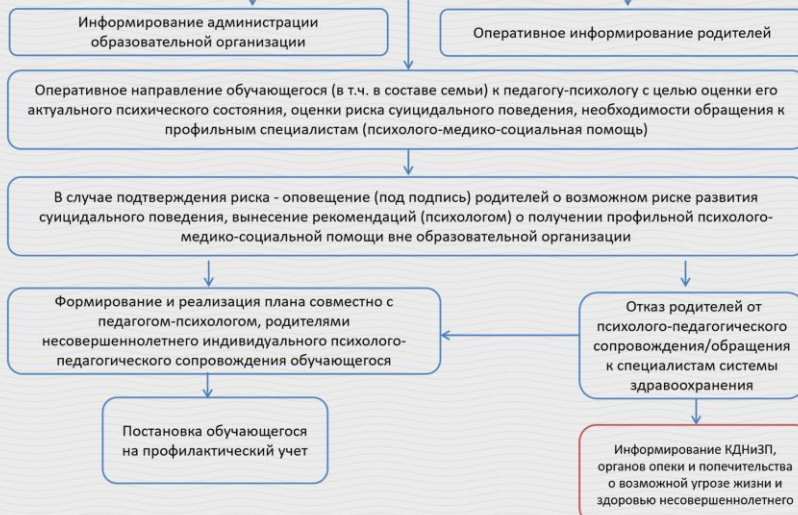 Информирование администрации
образовательной организации
Оперативное информирование родителей
Оперативное направление обучающегося (в т.ч. в составе семьи) к педагогу-психологу с целью оценки его
актуального психического состояния, оценки риска суицидального поведения, необходимости обращения к
профильным специалистам (психолого-медико-социальная помощь)
В случае подтверждения риска - оповещение (под подпись) родителей о возможном риске развития
суицидального поведения, вынесение рекомендаций (психологом) о получении профильной психолого-
медико-социальной помощи вне образовательной организации
Формирование и реализация плана совместно с
педагогом-психологом, родителями
несовершеннолетнего индивидуального психолого-
педагогического сопровождения обучающегося
Отказ родителей от
психолого-педагогического
сопровождения/обращения
к специалистам системы
здравоохранения
Постановка обучающегося
на профилактический учет
Информирование КДНиЗП,
органов опеки и попечительства
о возможной угрозе жизни и
здоровью несовершеннолетнего